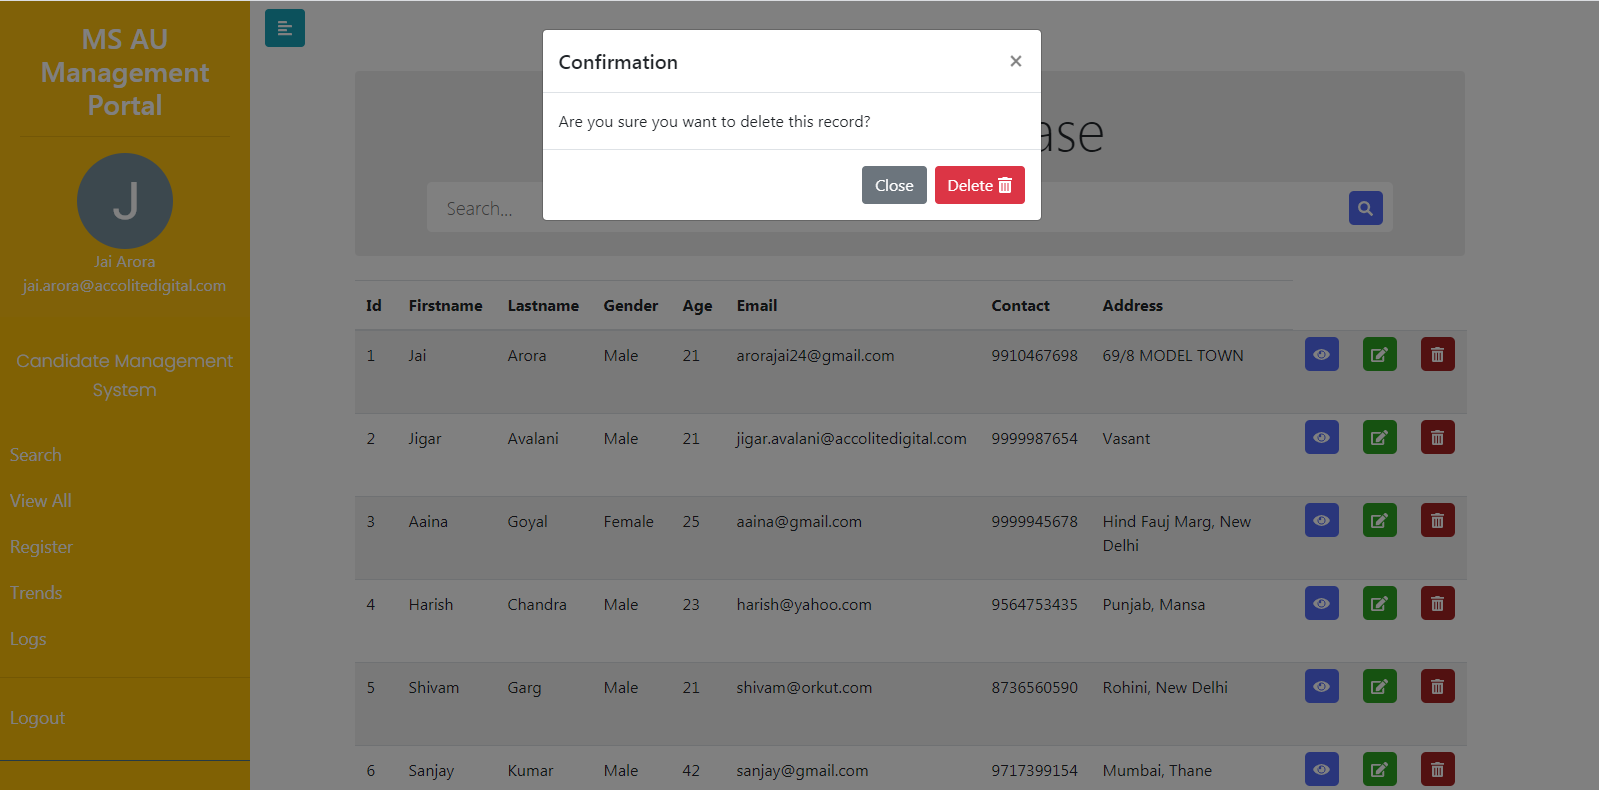 MS AU
Management
Portal
J
Jai Arora
jai.arora@accolitedigital.com
Candidate Management
System
Search
View All
Register
Trends
Logs
Logout
Confirmation
×
Are you sure you want to delete this record?
Close Delete
ase
Search...
Id Firstname Lastname Gender Age Email Contact Address
1 Jai Arora Male 21 arorajai24@gmail.com 9910467698 69/8 MODEL TOWN
2 Jigar Avalani Male 21 jigar.avalani@accolitedigital.com 9999987654 Vasant
3 Aaina Goyal Female 25 aaina@gmail.com 9999945678 Hind Fauj Marg, New
Delhi
4 Harish Chandra Male 23 harish@yahoo.com 9564753435 Punjab, Mansa
5 Shivam Garg Male 21 shivam@orkut.com 8736560590 Rohini, New Delhi
6 Sanjay Kumar Male 42 sanjay@gmail.com 9717399154 Mumbai, Thane